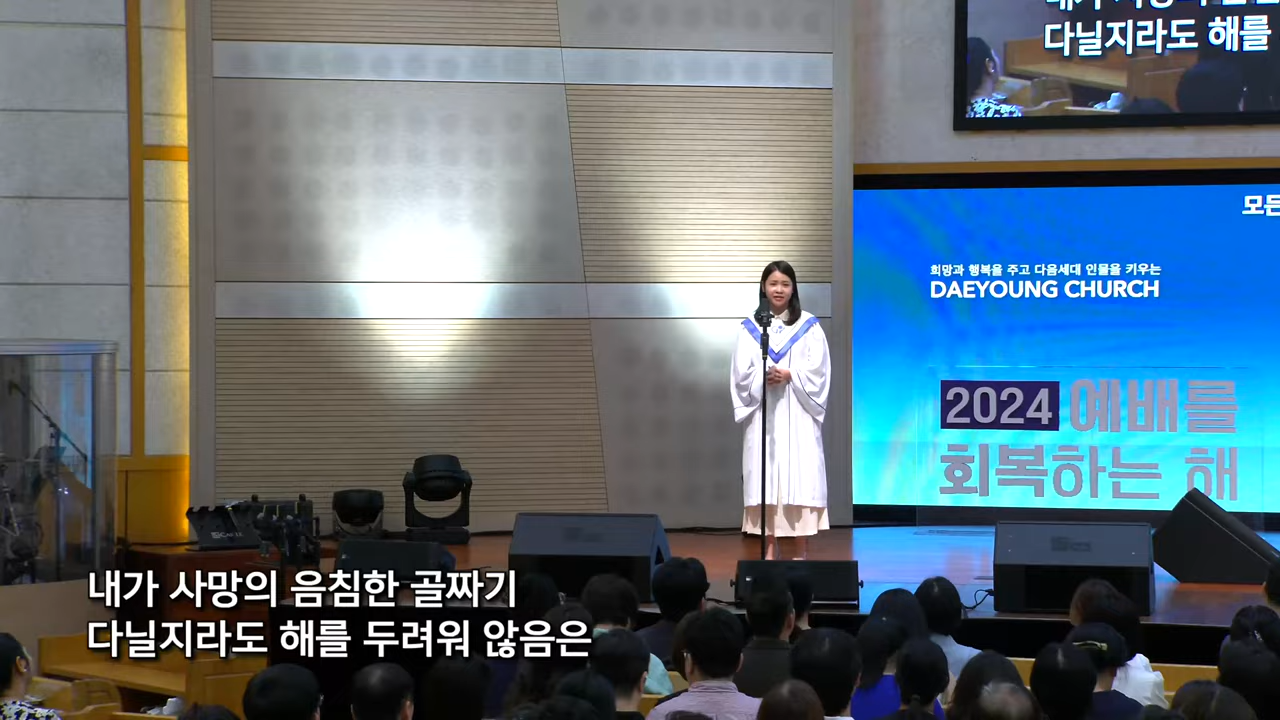 다닐지라도 해를
모든
희망과 행복을 주고 다음세대 인물을 키우는
DAEYOUNG CHURCH
2024 예배를
회복하는 해
내가 사망의 음침한 골짜기
다닐지라도 해를 두려워 않음은